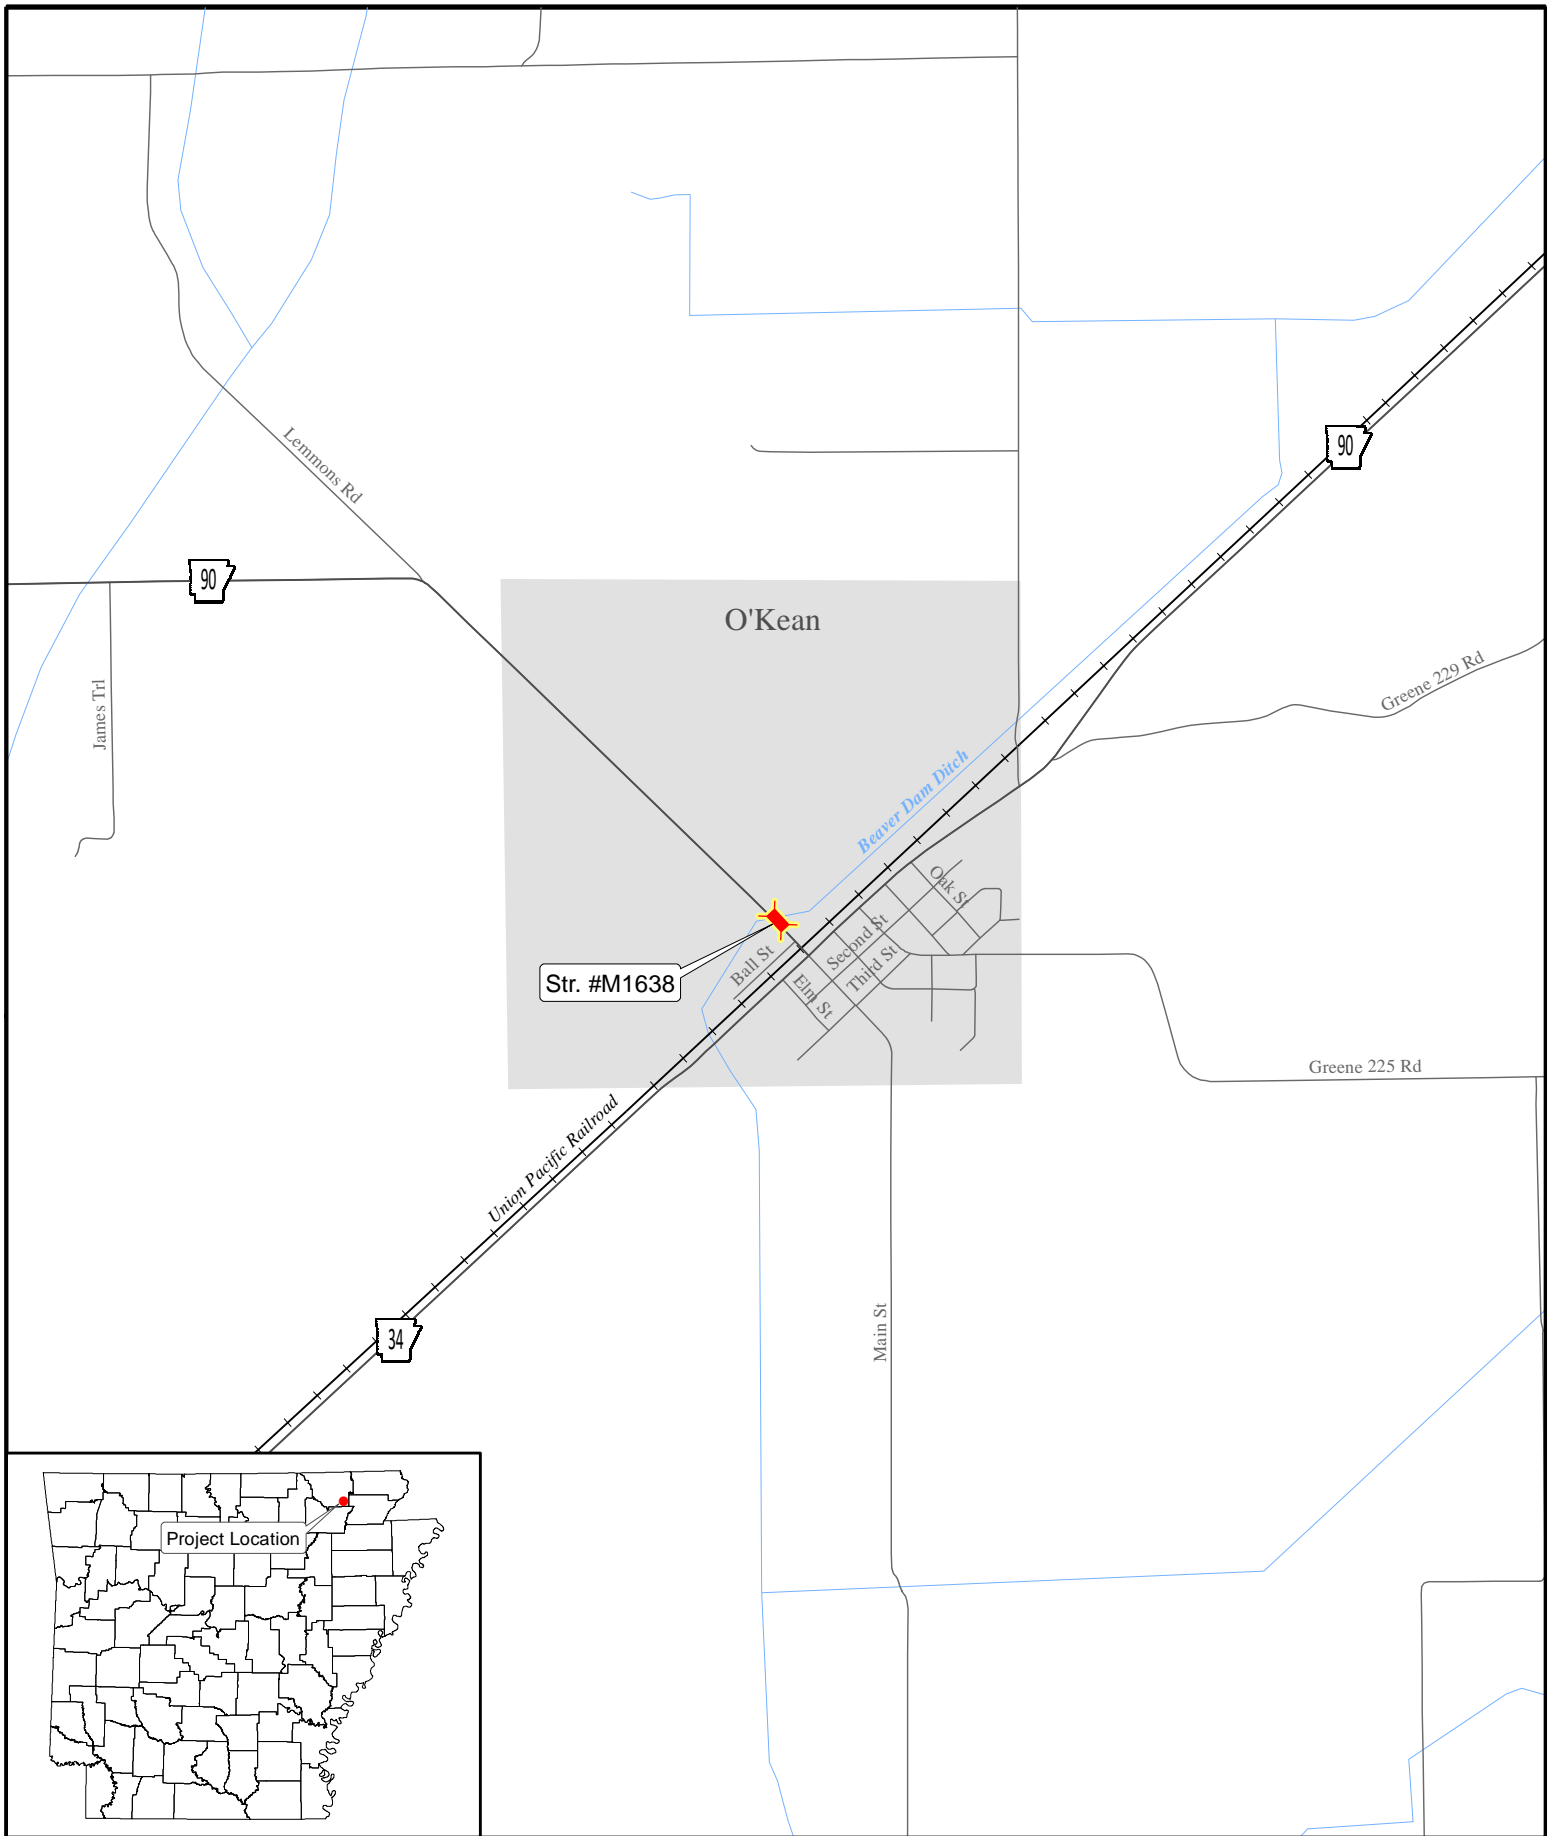 Lemmons Rd
90
90
O'Kean
James Trl
Greene 229 Rd
Beaver Dam Ditch
Oak St
Second St
Ball St
Third St
Elm St
Str. #M1638
Greene 225 Rd
Union Pacific Railroad
Main St
34
Project Location